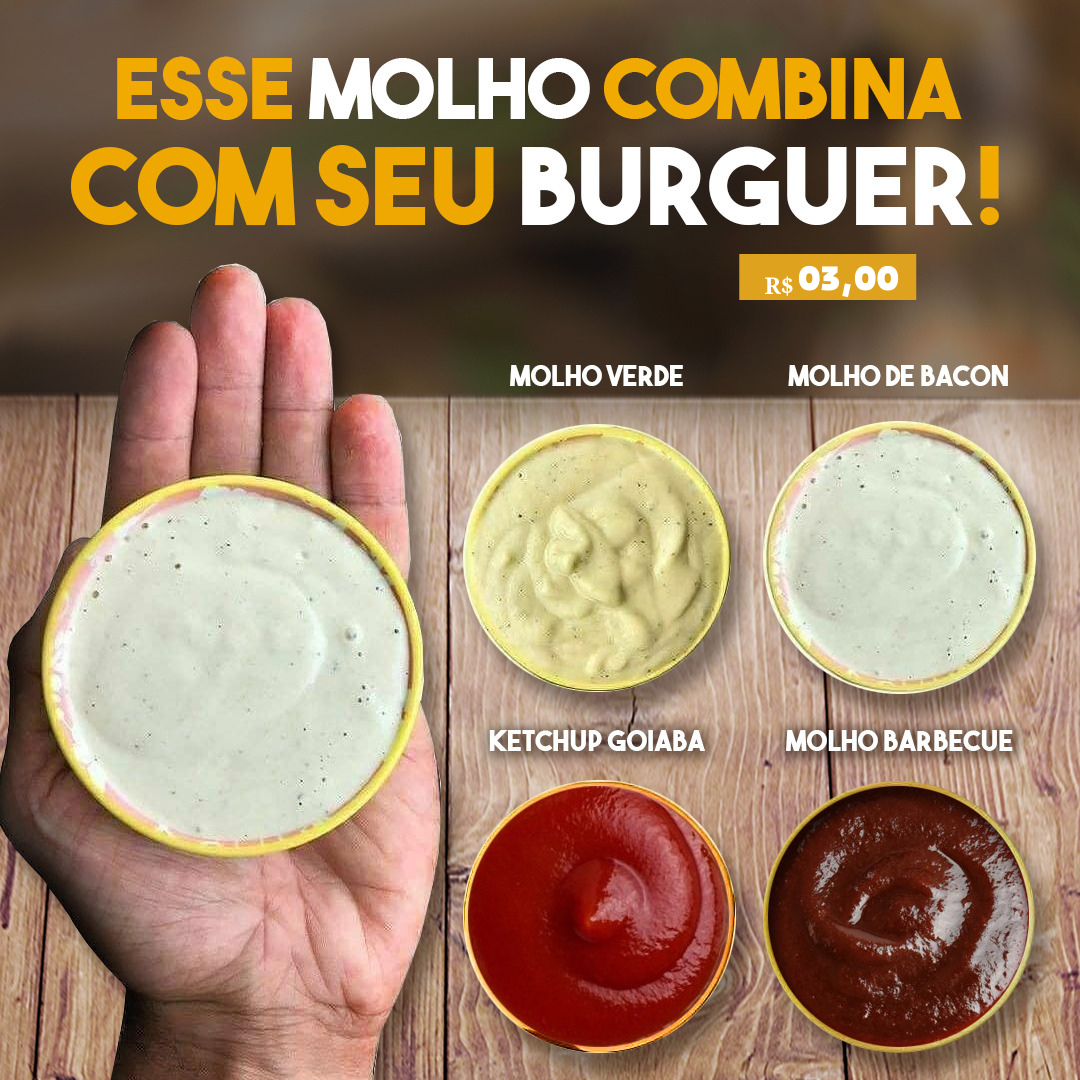 ESSE MOLHO COMBINA
COM SEU BURGUER!
R$ 03,00
MOLHO VERDE
MOLHO DE BACON
KETCHUP GOIABA
MOLHO BARBECUE